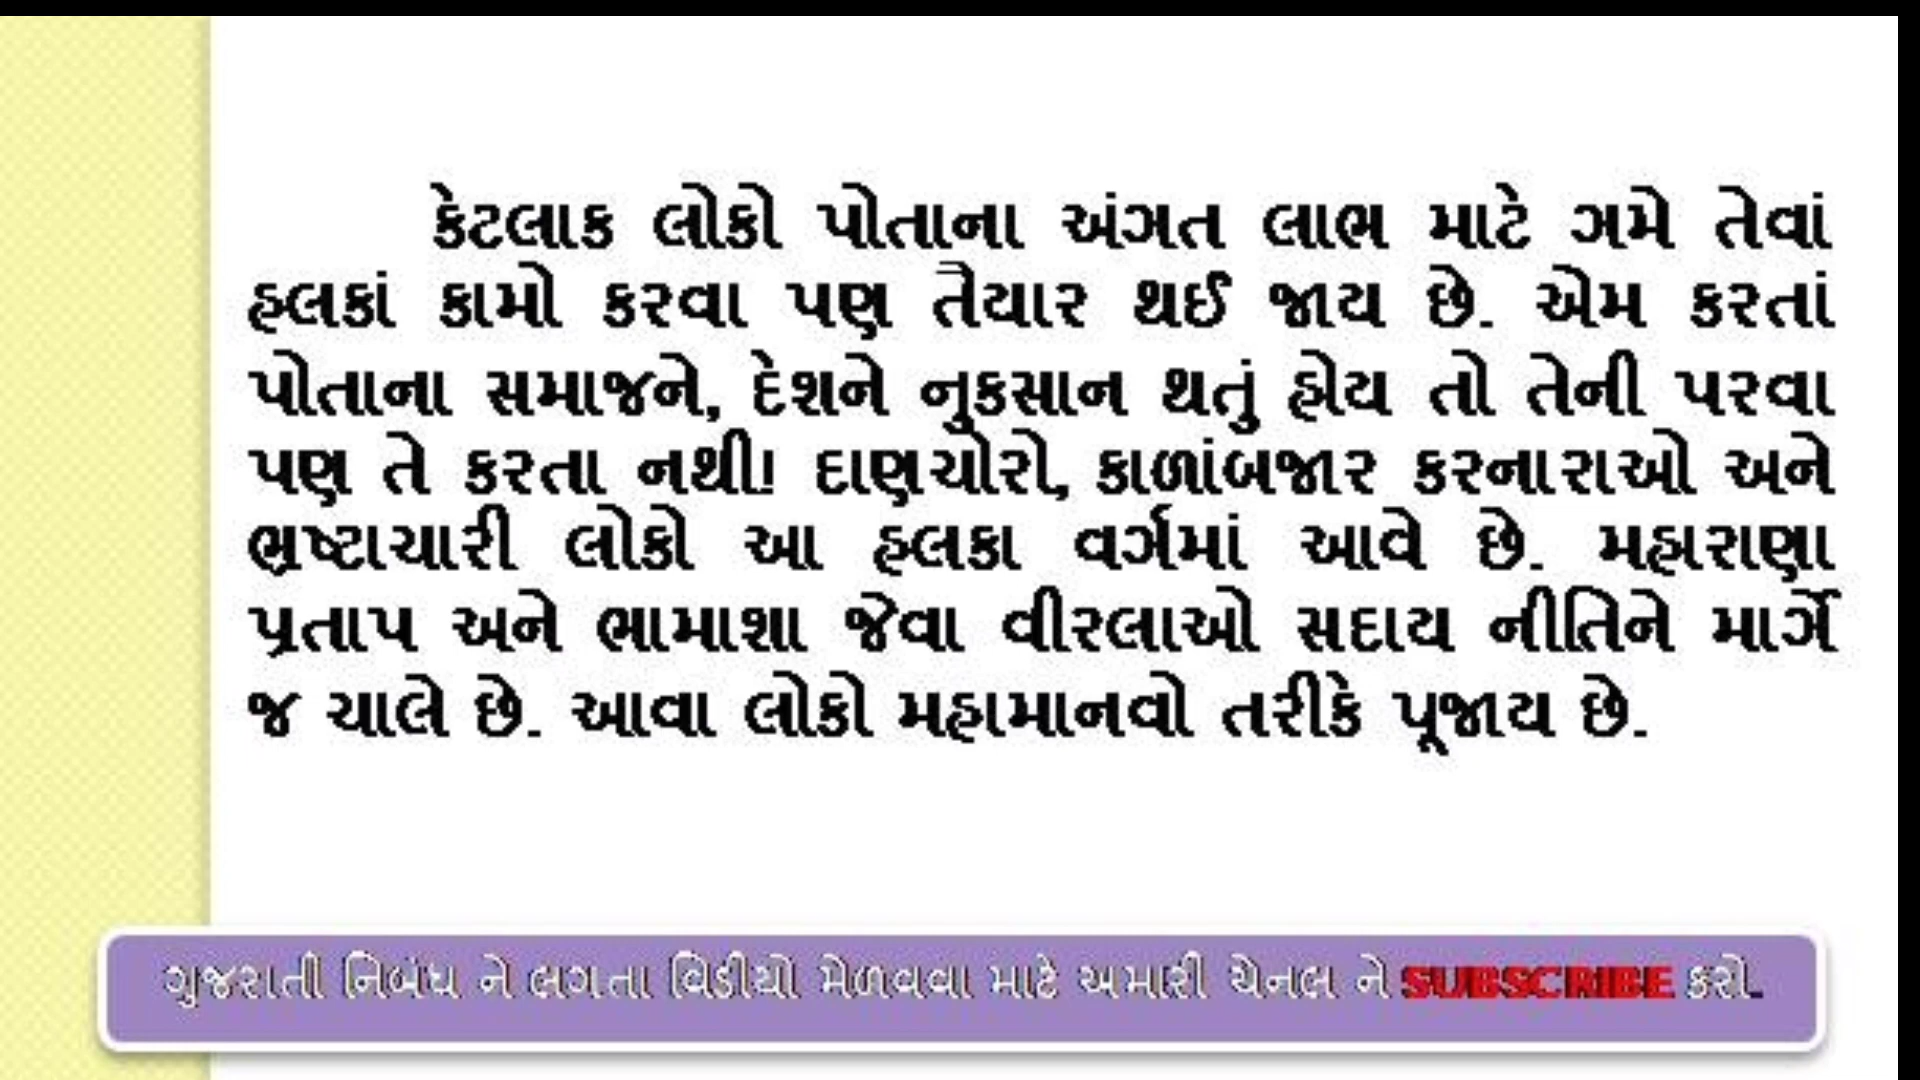 કેટલાક લોકો પોતાના અંગત લાભ માટે ગમે તેવાં
હલકાં કામો કરવા પણ તૈયાર થઈ જાય છે. એમ કરતાં
પોતાના સમાજને, દેશને નુકસાન થતું હોય તો તેની પરવા
પણ તે કરતા નથી! દાણચોરો, કાળાંબજાર કરનારાઓ અને
ભ્રષ્ટાચારી લોકો આ હલકા વર્ગમાં આવે છે. મહારાણા
પ્રતાપ અને ભામાશા જેવા વીરલાઓ સદાય નીતિને માર્ગે
જ ચાલે છે. આવા લોકો મહામાનવો તરીકે પૂજાય છે.
ગુજરાતી નિબંધ ને લગતા વિડીયો મેળવવા માટે અમારી ચેનલ ને SUBSCRIBE કરો.